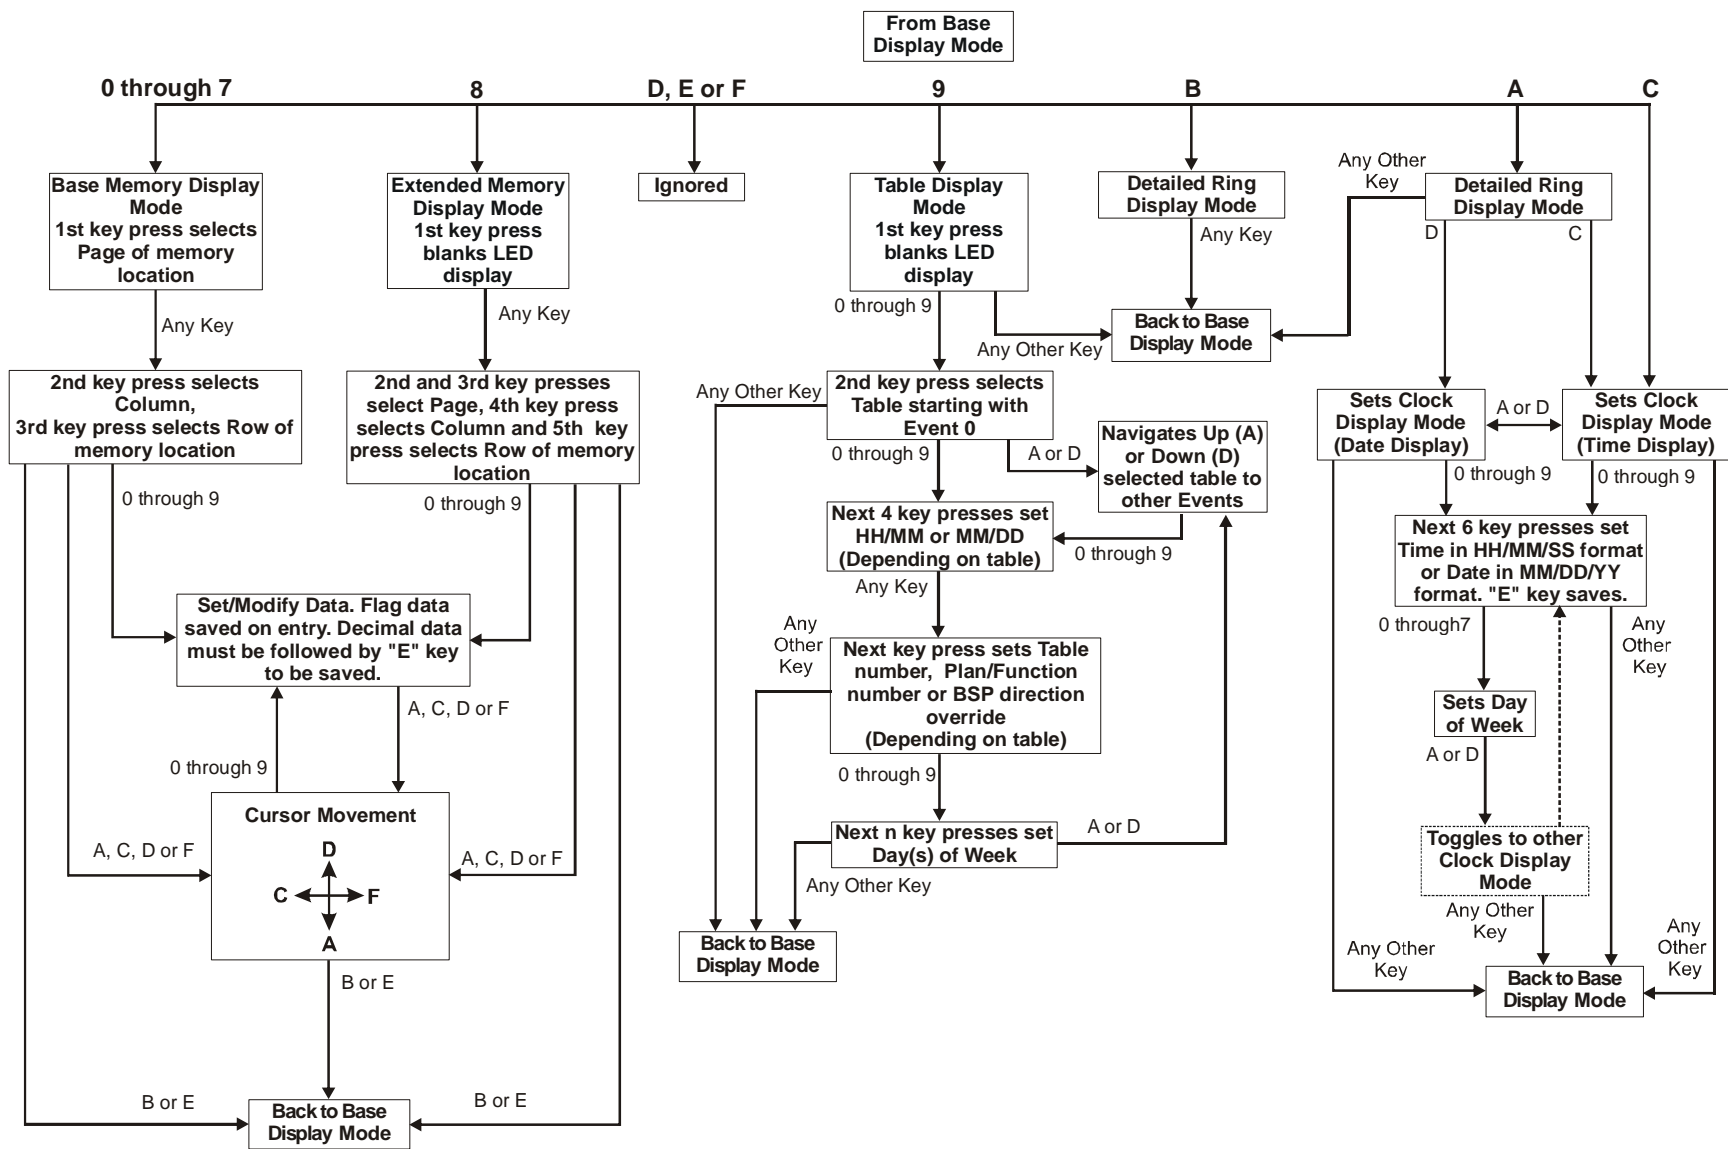 From Base
Display Mode
0 through 7
8
D, E or F
9
B
A
C
Base Memory Display
Mode
1st key press selects
Page of memory
location
Any Key
2nd key press selects
Column,
3rd key press selects Row of
memory location
0 through 9
Extended Memory
Display Mode
1st key press
blanks LED
display
Any Key
2nd and 3rd key presses
select Page, 4th key press
selects Column and 5th key
press selects Row of memory
location
0 through 9
Set/Modify Data. Flag data
saved on entry. Decimal data
must be followed by "E" key
to be saved.
A, C, D or F
0 through 9
Cursor Movement
D
C
F
A
A, C, D or F
A, C, D or F
B or E
B or E
B or E
Back to Base
Display Mode
Ignored
Table Display
Mode
1st key press
blanks LED
display
0 through 9
Any Other Key
Any Other Key
2nd key press selects
Table starting with
Event 0
0 through 9
A or D
Navigates Up (A)
or Down (D)
selected table to
other Events
0 through 9
Next 4 key presses set
HH/MM or MM/DD
(Depending on table)
Any Key
Any
Other
Key
Next key press sets Table
number, Plan/Function
number or BSP direction
override
(Depending on table)
0 through 9
Next n key presses set
Day(s) of Week
A or D
Any Other Key
Back to Base
Display Mode
Detailed Ring
Display Mode
Any Key
Back to Base
Display Mode
Any Other
Key
Detailed Ring
Display Mode
D
C
Sets Clock
Display Mode
(Date Display)
A or D
Sets Clock
Display Mode
(Time Display)
0 through 9
0 through 9
Next 6 key presses set
Time in HH/MM/SS format
or Date in MM/DD/YY
format. "E" key saves.
0 through7
Any
Other
Key
Sets Day
of Week
A or D
Toggles to other
Clock Display
Mode
Any Other
Key
Any Other
Key
Any
Other
Key
Back to Base
Display Mode